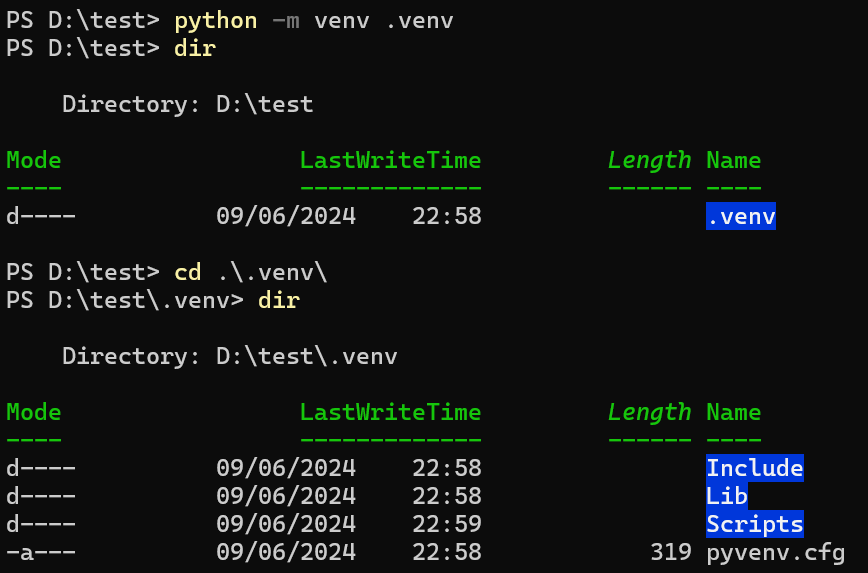 PS D:\test> python -m venv .venv
PS D:\test> dir
    Directory: D:\test
Mode                 LastWriteTime         Length Name
----                 -------------         ------ ----
d----          09/06/2024    22:58                .venv
PS D:\test> cd .\.venv\
PS D:\test\.venv> dir
    Directory: D:\test\.venv
Mode                 LastWriteTime         Length Name
----                 -------------         ------ ----
d----          09/06/2024    22:58                Include
d----          09/06/2024    22:58                Lib
d----          09/06/2024    22:59                Scripts
-a---          09/06/2024    22:58            319 pyvenv.cfg